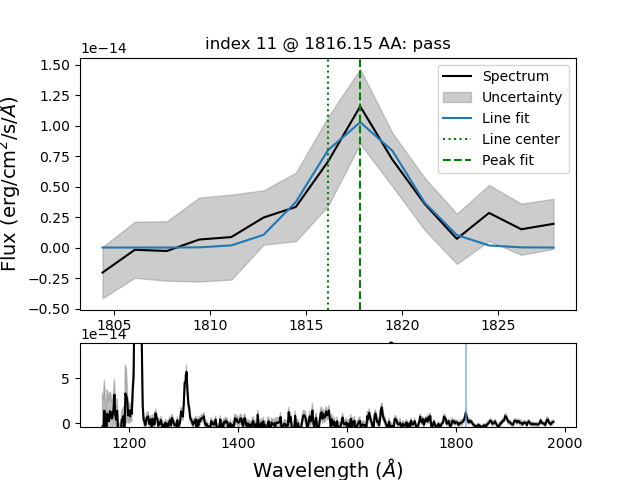 index 11 @ 1816.15 AA: pass
1e−14
Flux (erg/cm²/s/Å)
1.50
1.25
1.00
0.75
0.50
0.25
0.00
−0.25
−0.50
Spectrum
Uncertainty
Line fit
Line center
Peak fit
1805 1810 1815 1820 1825
1e−14
5
0
1200 1400 1600 1800 2000
Wavelength (Å)